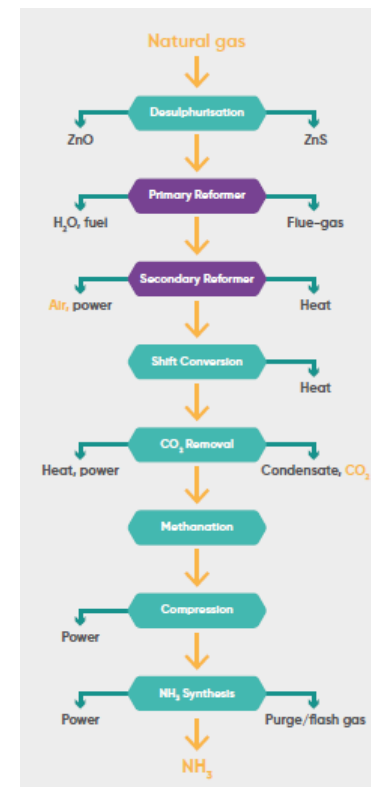 Natural gas
Desulphurisation
ZnO
ZnS
Primary Reformer
H₂O, fuel
Flue-gas
Secondary Reformer
Air, power
Heat
Shift Conversion
Heat
CO₂ Removal
Heat, power
Condensate, CO₂
Methanation
Compression
Power
NH₃ Synthesis
Power
Purge/flash gas
NH₃